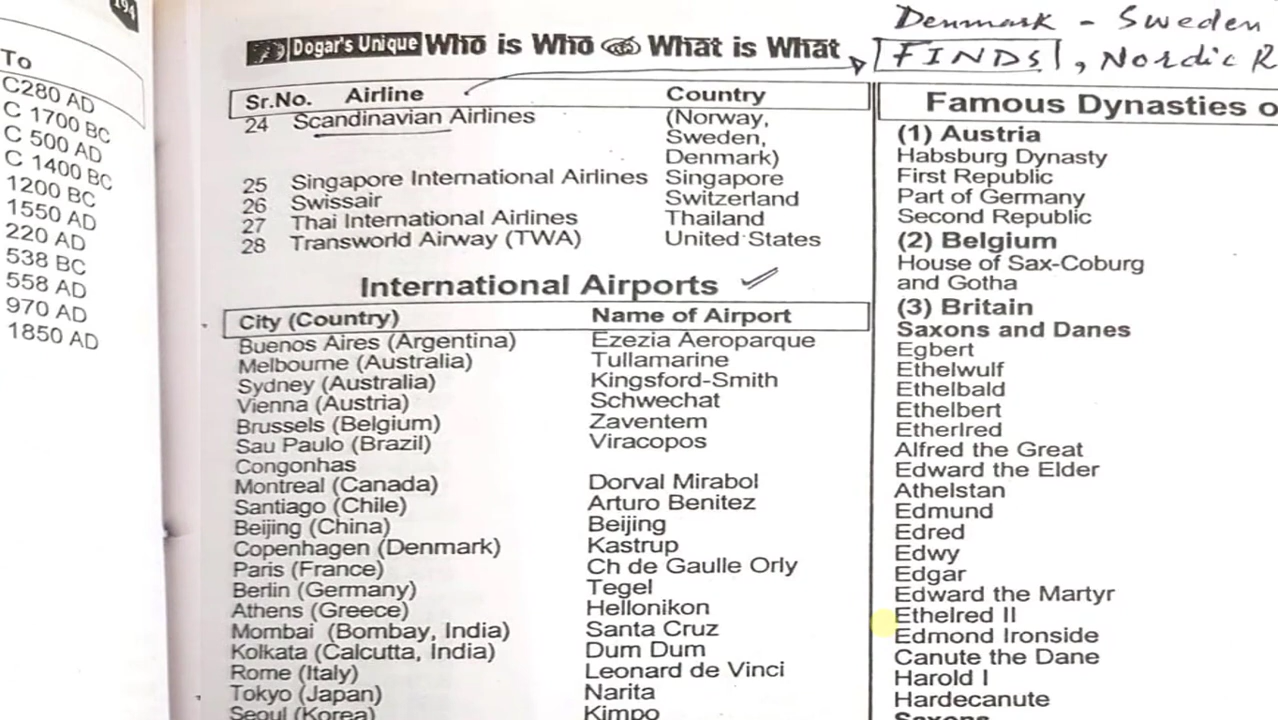 194
To
C280 AD
C 1700 BC
C 500 AD
C 1400 BC
1200 BC
1550 AD
220 AD
538 BC
558 AD
970 AD
1850 AD
Dogar's Unique Who is Who What is What
Denmark - Sweden
FINDS, Nordic R
Sr.No. Airline Country
24 Scandinavian Airlines (Norway,
Sweden,
Denmark)
25 Singapore International Airlines Singapore
26 Swissair Switzerland
27 Thai International Airlines Thailand
28 Transworld Airway (TWA) United States
International Airports
City (Country) Name of Airport
Buenos Aires (Argentina) Ezezia Aeroparque
Melbourne (Australia) Tullamarine
Sydney (Australia) Kingsford-Smith
Vienna (Austria) Schwechat
Brussels (Belgium) Zaventem
Sau Paulo (Brazil) Viracopos
Congonhas
Montreal (Canada) Dorval Mirabol
Santiago (Chile) Arturo Benitez
Beijing (China) Beijing
Copenhagen (Denmark) Kastrup
Paris (France) Ch de Gaulle Orly
Berlin (Germany) Tegel
Athens (Greece) Hellonikon
Mombai (Bombay, India) Santa Cruz
Kolkata (Calcutta, India) Dum Dum
Rome (Italy) Leonard de Vinci
Tokyo (Japan) Narita
Seoul (Korea) Kimpo
Famous Dynasties o
(1) Austria
Habsburg Dynasty
First Republic
Part of Germany
Second Republic
(2) Belgium
House of Sax-Coburg
and Gotha
(3) Britain
Saxons and Danes
Egbert
Ethelwulf
Ethelbald
Ethelbert
Etherlred
Alfred the Great
Edward the Elder
Athelstan
Edmund
Edred
Edwy
Edgar
Edward the Martyr
Ethelred II
Edmond Ironside
Canute the Dane
Harold I
Hardecanute
Saxons